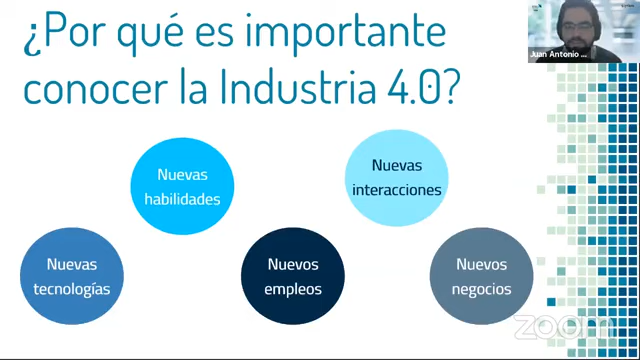 ¿Por qué es importante
conocer la Industria 4.0?
Juan Antonio
Nuevas
habilidades
Nuevas
interacciones
Nuevas
tecnologías
Nuevos
empleos
Nuevos
negocios
zoom